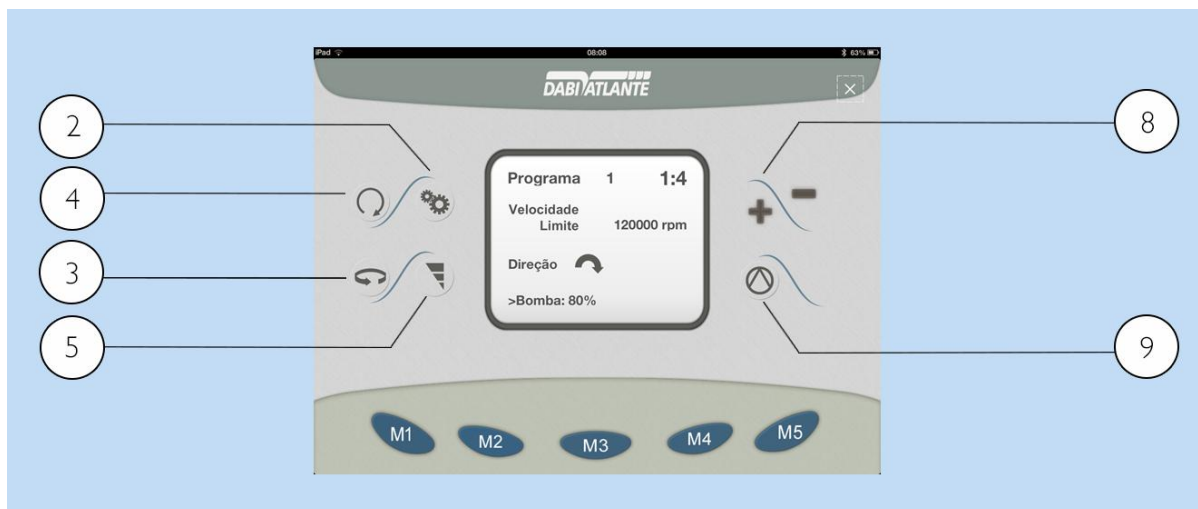 iPad 08:08 63%
DABI ATLANTE
2
8
4
3
5
9
Programa 1 1:4
Velocidade
Limite 120000 rpm
Direção
>Bomba: 80%
M1 M2 M3 M4 M5